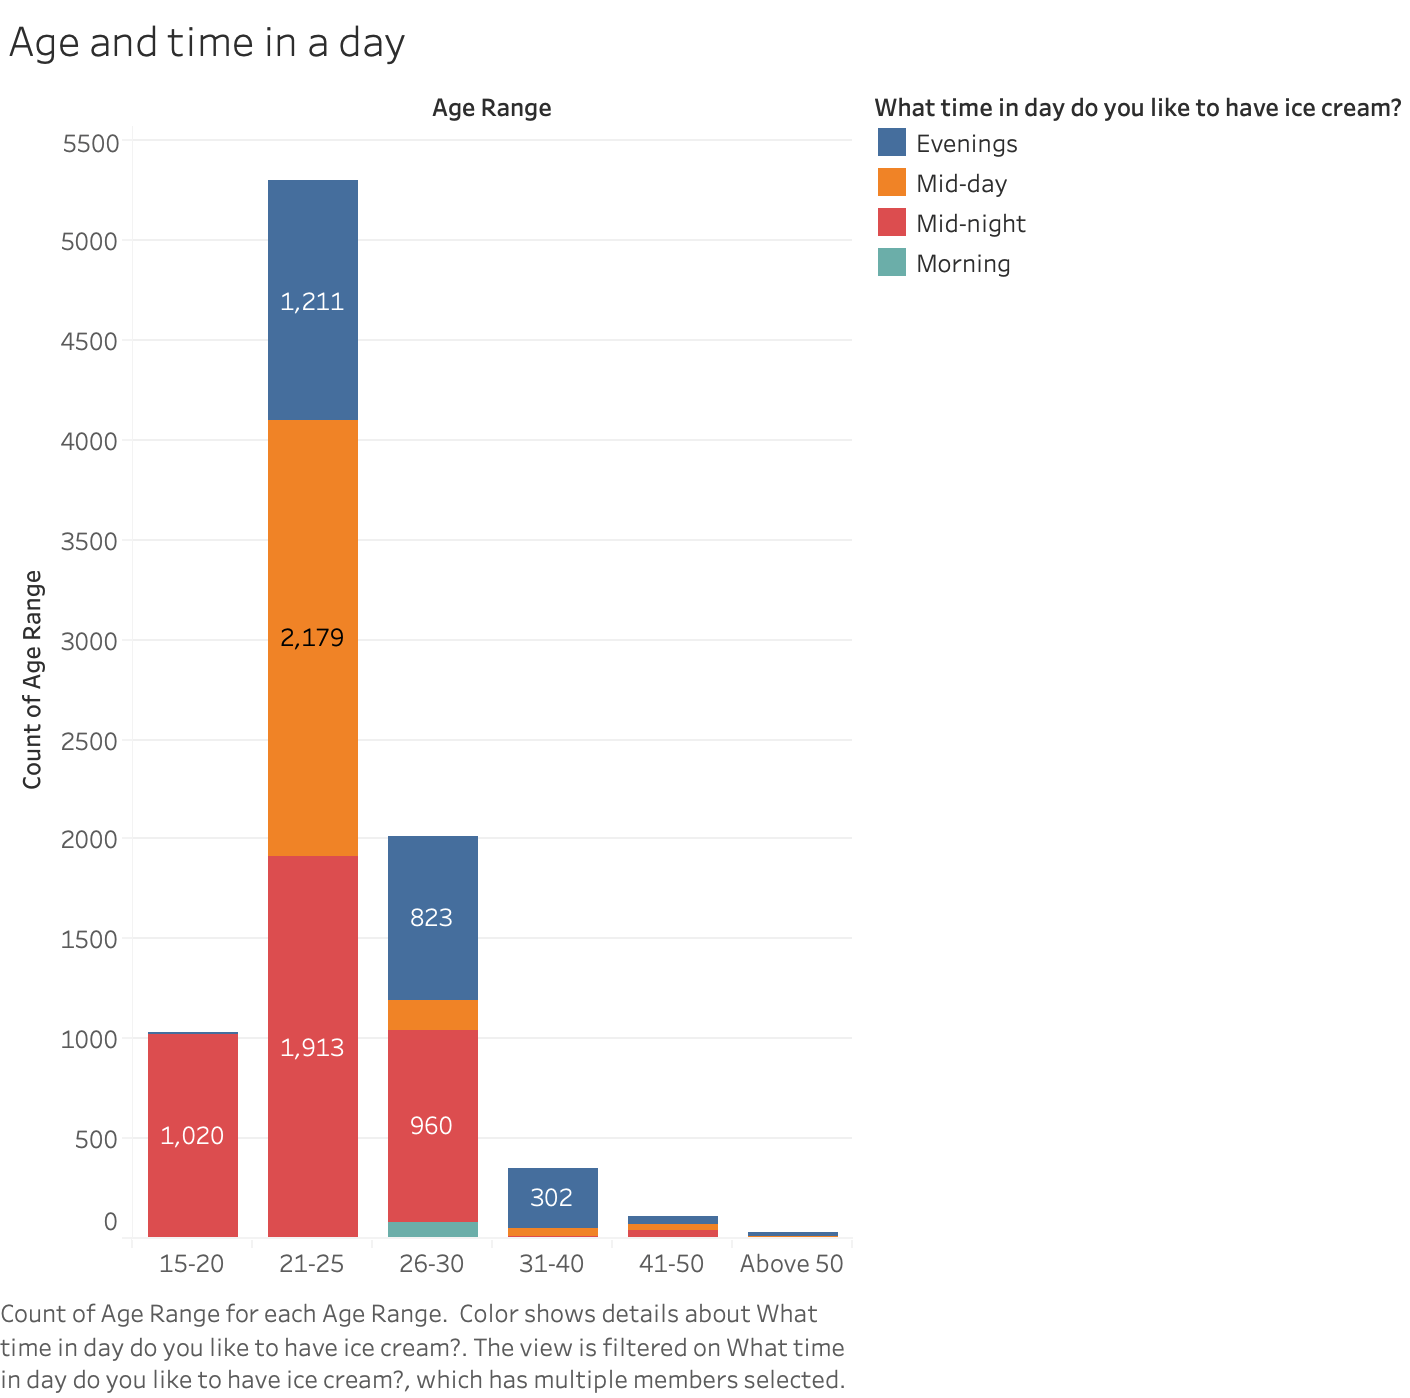 Age and time in a day
Age Range
What time in day do you like to have ice cream?
Evenings
Mid-day
Mid-night
Morning
Count of Age Range
5500
5000
4500
4000
3500
3000
2500
2000
1500
1000
500
0
1,211
2,179
1,913
1,020
823
960
302
15-20
21-25
26-30
31-40
41-50
Above 50
Count of Age Range for each Age Range.  Color shows details about What
time in day do you like to have ice cream?. The view is filtered on What time
in day do you like to have ice cream?, which has multiple members selected.